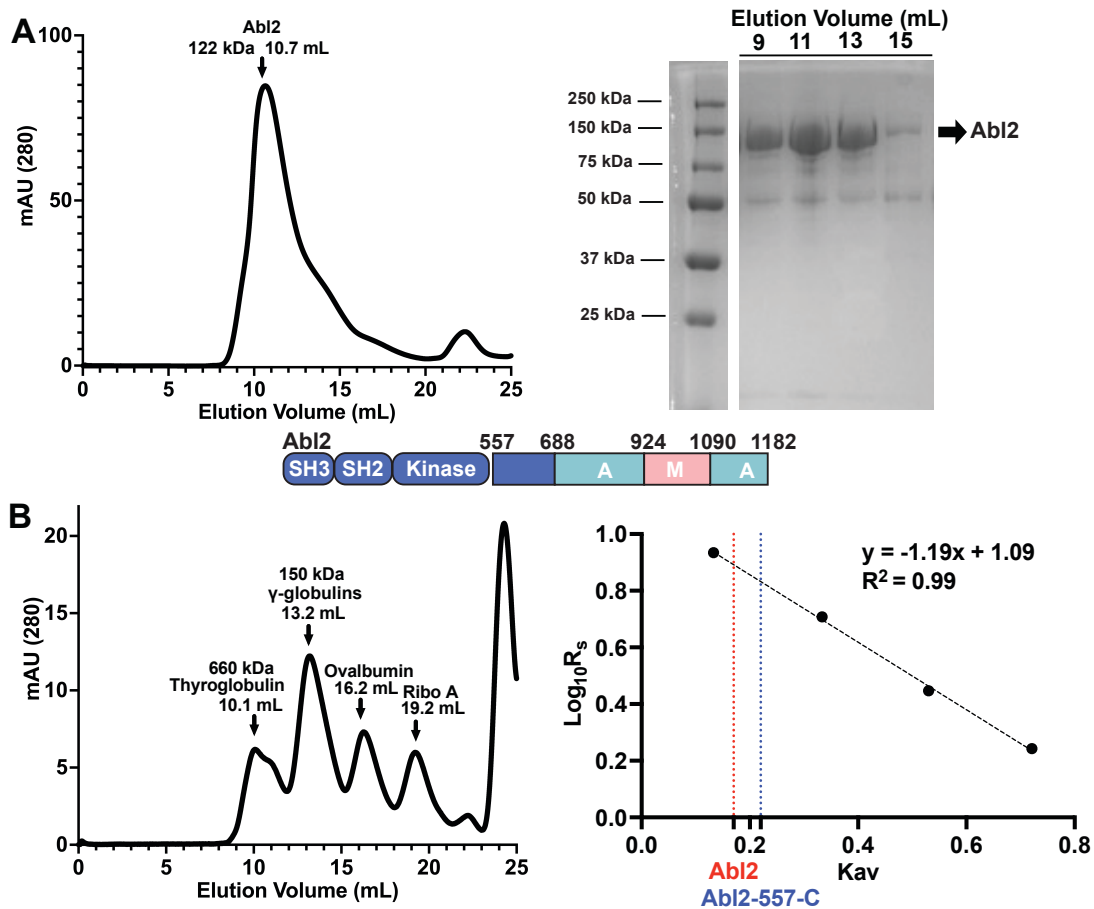 A
Abl2
122 kDa 10.7 mL
100
50
0
mAU (280)
0 5 10 15 20 25
Elution Volume (mL)
Elution Volume (mL)
9 11 13 15
250 kDa
150 kDa
75 kDa
50 kDa
37 kDa
25 kDa
Abl2
Abl2 557 688 924 1090 1182
SH3 SH2 Kinase A M A
B
20
15
10
5
0
mAU (280)
150 kDa
γ-globulins
13.2 mL
660 kDa
Thyroglobulin
10.1 mL
Ovalbumin
16.2 mL
Ribo A
19.2 mL
0 5 10 15 20 25
Elution Volume (mL)
1.0
0.8
0.6
0.4
0.2
0.0
Log10Rs
y = -1.19x + 1.09
R² = 0.99
0.0 0.2 0.4 0.6 0.8
Abl2 Kav
Abl2-557-C